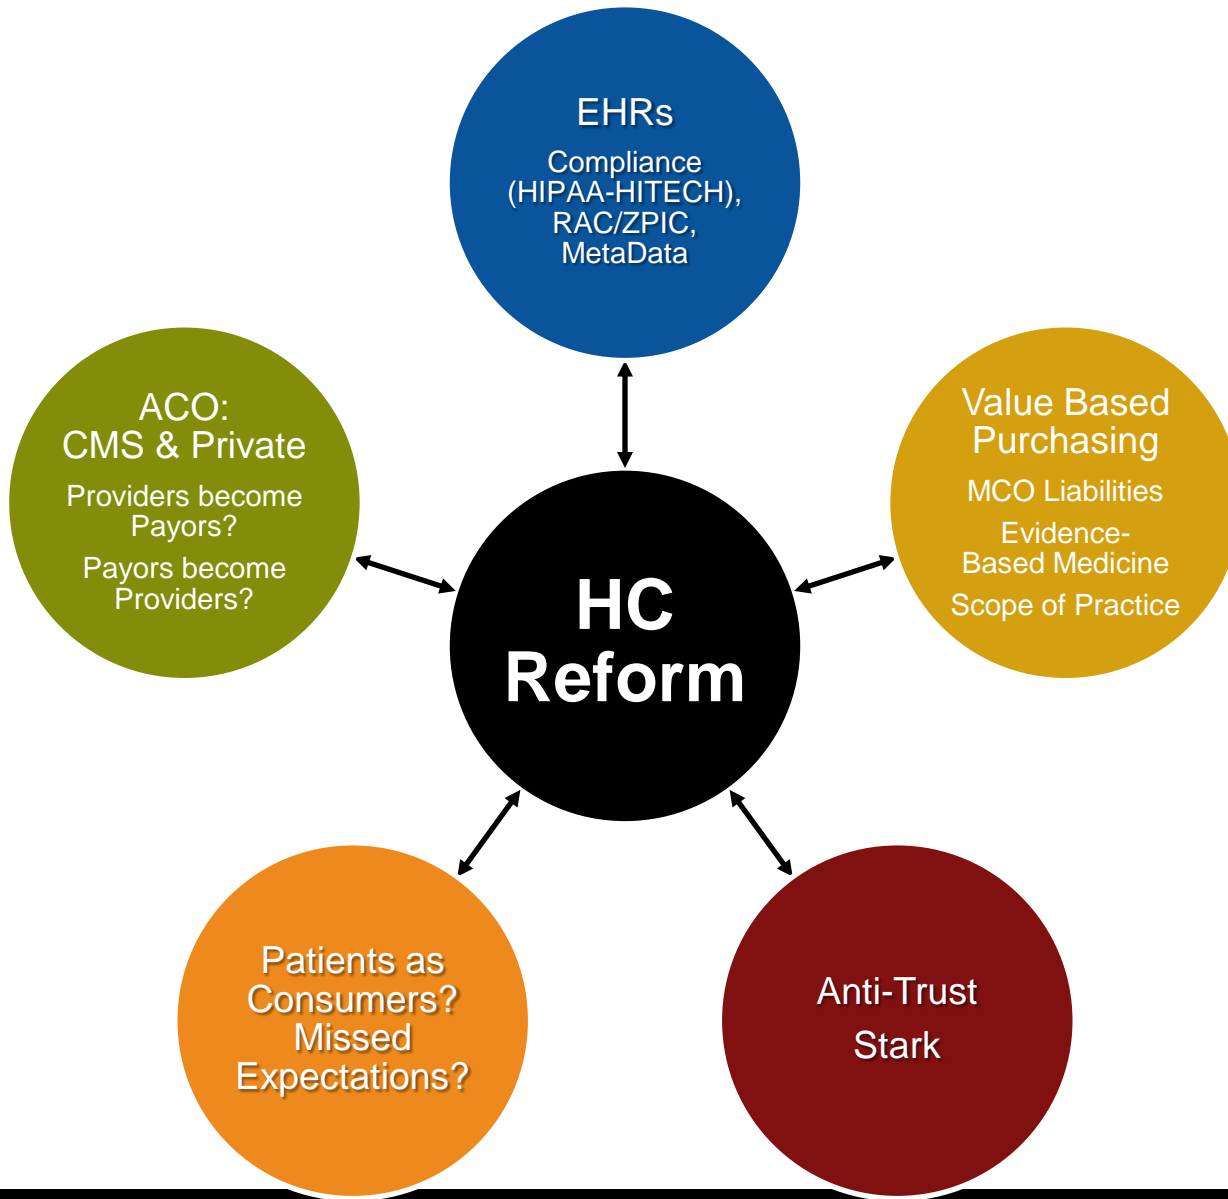 EHRs
Compliance
(HIPAA-HITECH),
RAC/ZPIC,
MetaData
ACO:
CMS & Private
Providers become
Payors?
Payors become
Providers?
Value Based
Purchasing
MCO Liabilities
Evidence-
Based Medicine
Scope of Practice
HC
Reform
Patients as
Consumers?
Missed
Expectations?
Anti-Trust
Stark